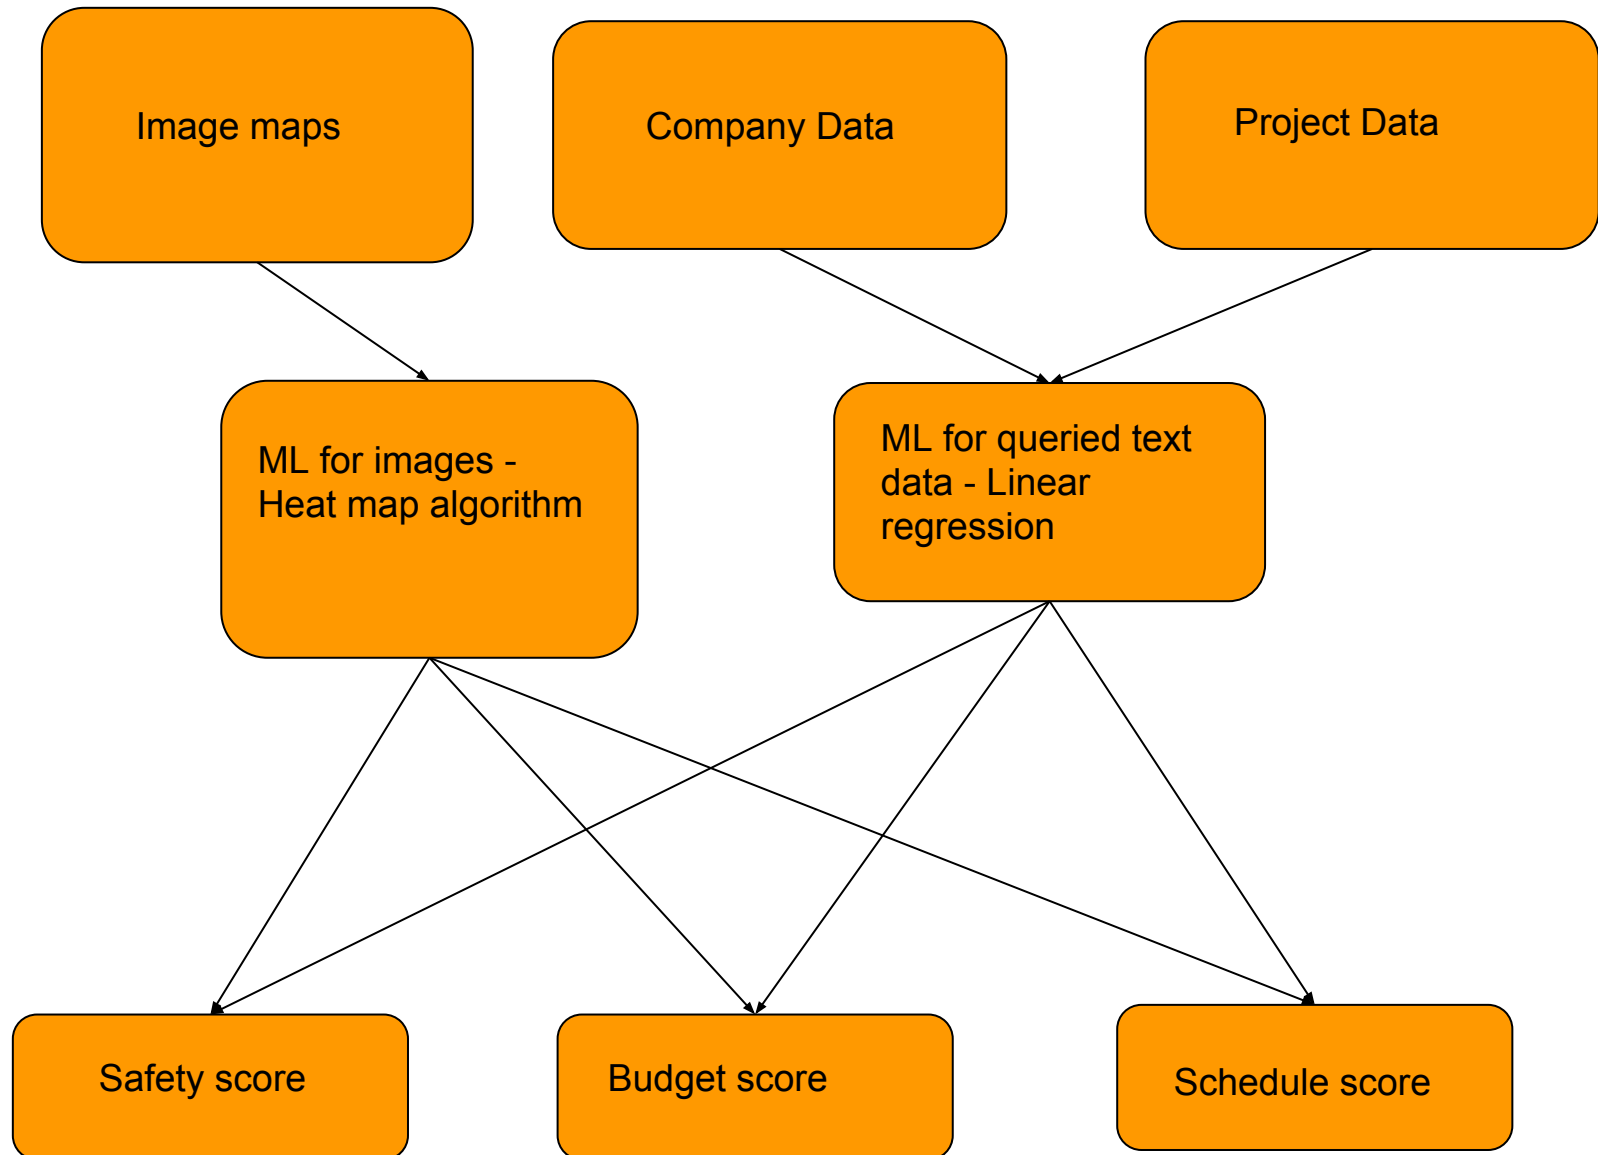 Image maps
Company Data
Project Data
ML for images -
Heat map algorithm
ML for queried text
data - Linear
regression
Safety score
Budget score
Schedule score